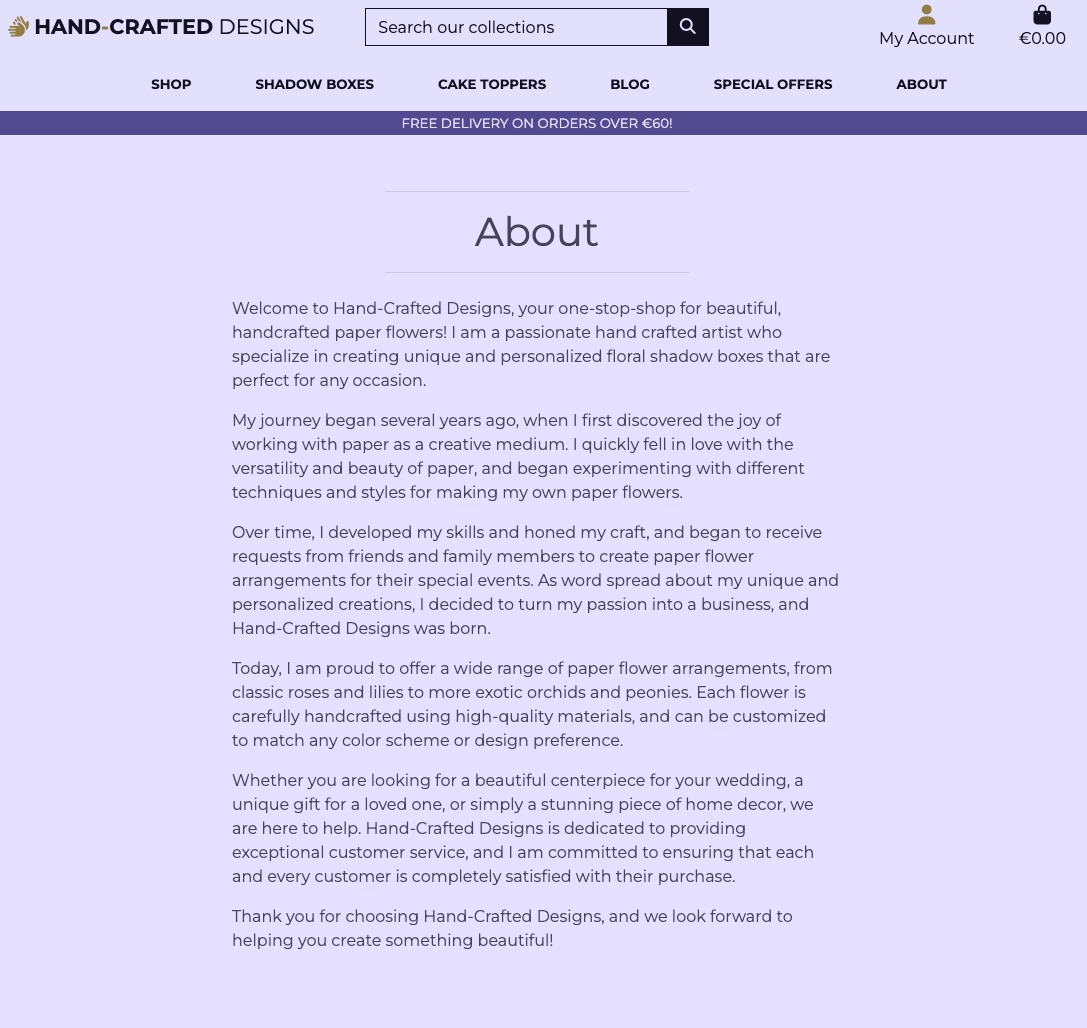 HAND-CRAFTED DESIGNS
Search our collections
My Account
€0.00
SHOP
SHADOW BOXES
CAKE TOPPERS
BLOG
SPECIAL OFFERS
ABOUT
FREE DELIVERY ON ORDERS OVER €60!
About
Welcome to Hand-Crafted Designs, your one-stop-shop for beautiful,
handcrafted paper flowers! I am a passionate hand crafted artist who
specialize in creating unique and personalized floral shadow boxes that are
perfect for any occasion.
My journey began several years ago, when I first discovered the joy of
working with paper as a creative medium. I quickly fell in love with the
versatility and beauty of paper, and began experimenting with different
techniques and styles for making my own paper flowers.
Over time, I developed my skills and honed my craft, and began to receive
requests from friends and family members to create paper flower
arrangements for their special events. As word spread about my unique and
personalized creations, I decided to turn my passion into a business, and
Hand-Crafted Designs was born.
Today, I am proud to offer a wide range of paper flower arrangements, from
classic roses and lilies to more exotic orchids and peonies. Each flower is
carefully handcrafted using high-quality materials, and can be customized
to match any color scheme or design preference.
Whether you are looking for a beautiful centerpiece for your wedding, a
unique gift for a loved one, or simply a stunning piece of home decor, we
are here to help. Hand-Crafted Designs is dedicated to providing
exceptional customer service, and I am committed to ensuring that each
and every customer is completely satisfied with their purchase.
Thank you for choosing Hand-Crafted Designs, and we look forward to
helping you create something beautiful!